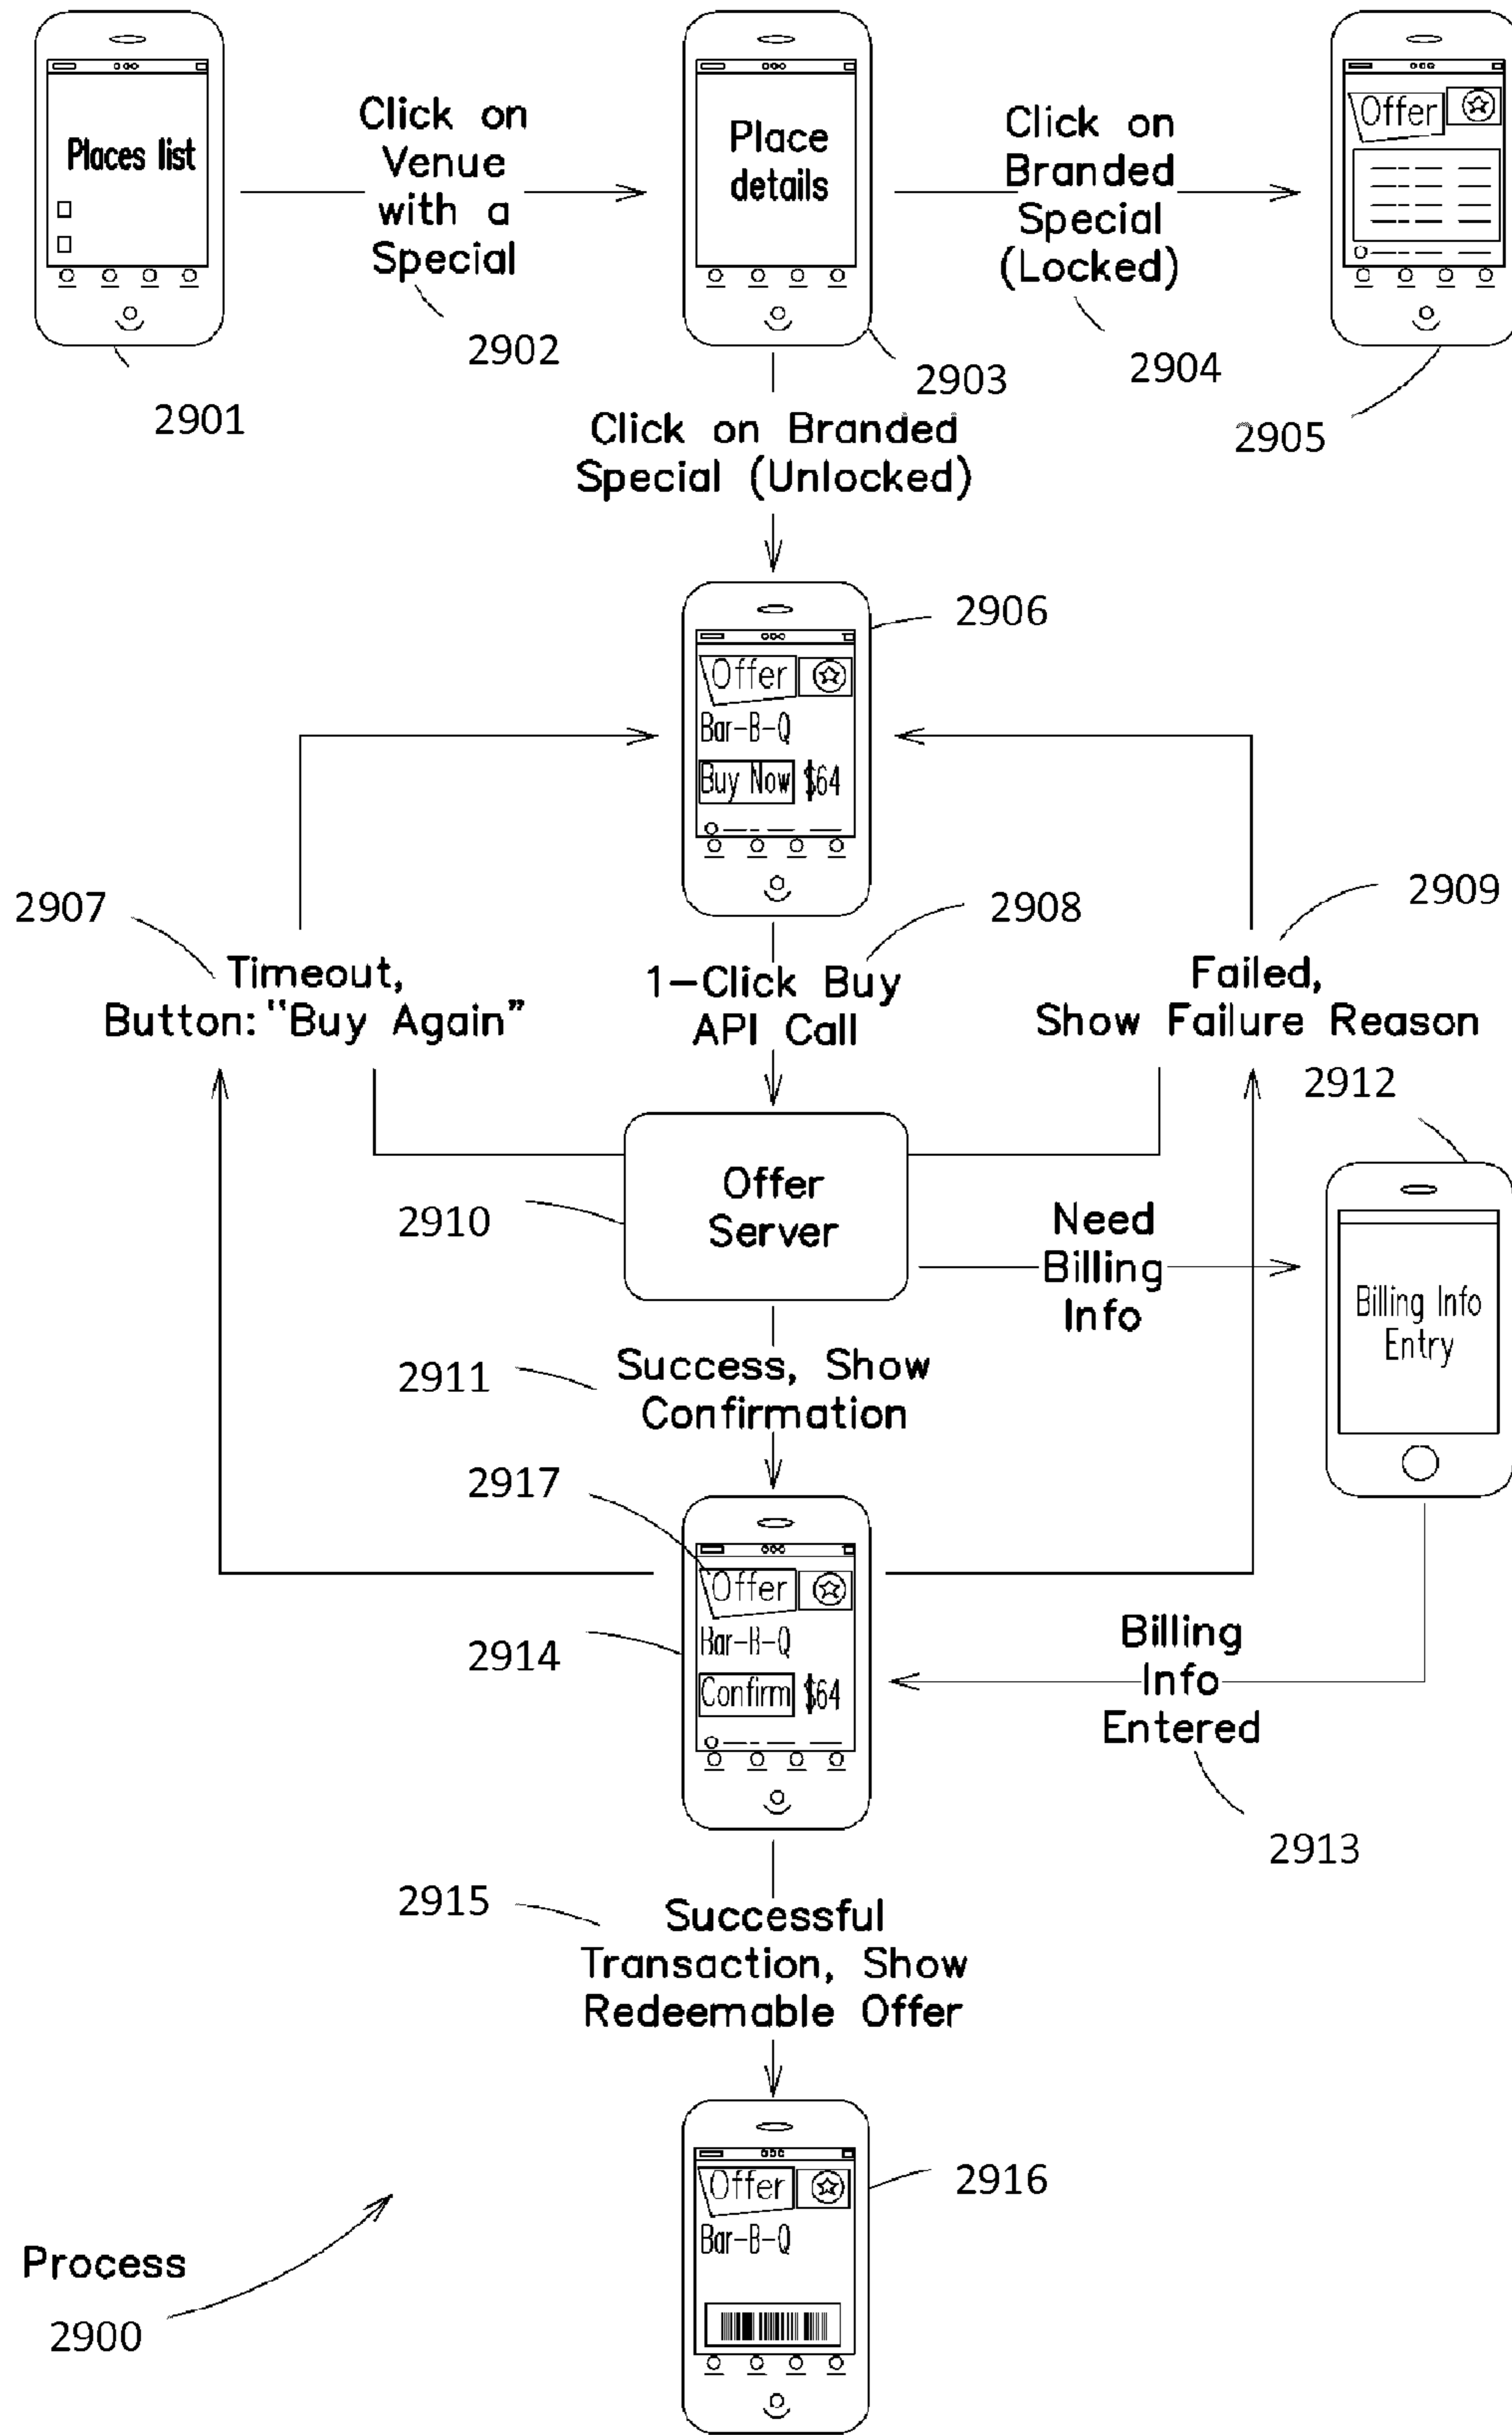 Places list
Click on
Venue
with a
Special
2902
2901
Place
details
2903
Click on
Branded
Special
(Locked)
2904
Offer
2905
Click on Branded
Special (Unlocked)
2906
Offer
Bar-B-Q
Buy Now $64
2907
Timeout,
Button: "Buy Again"
2908
1-Click Buy
API Call
2909
Failed,
Show Failure Reason
2912
Offer
Server
2910
Need
Billing
Info
Billing Info
Entry
2911
Success, Show
Confirmation
2917
Offer
Bar-B-Q
Confirm $64
2914
Billing
Info
Entered
2913
2915
Successful
Transaction, Show
Redeemable Offer
2916
Offer
Bar-B-Q
Process
2900